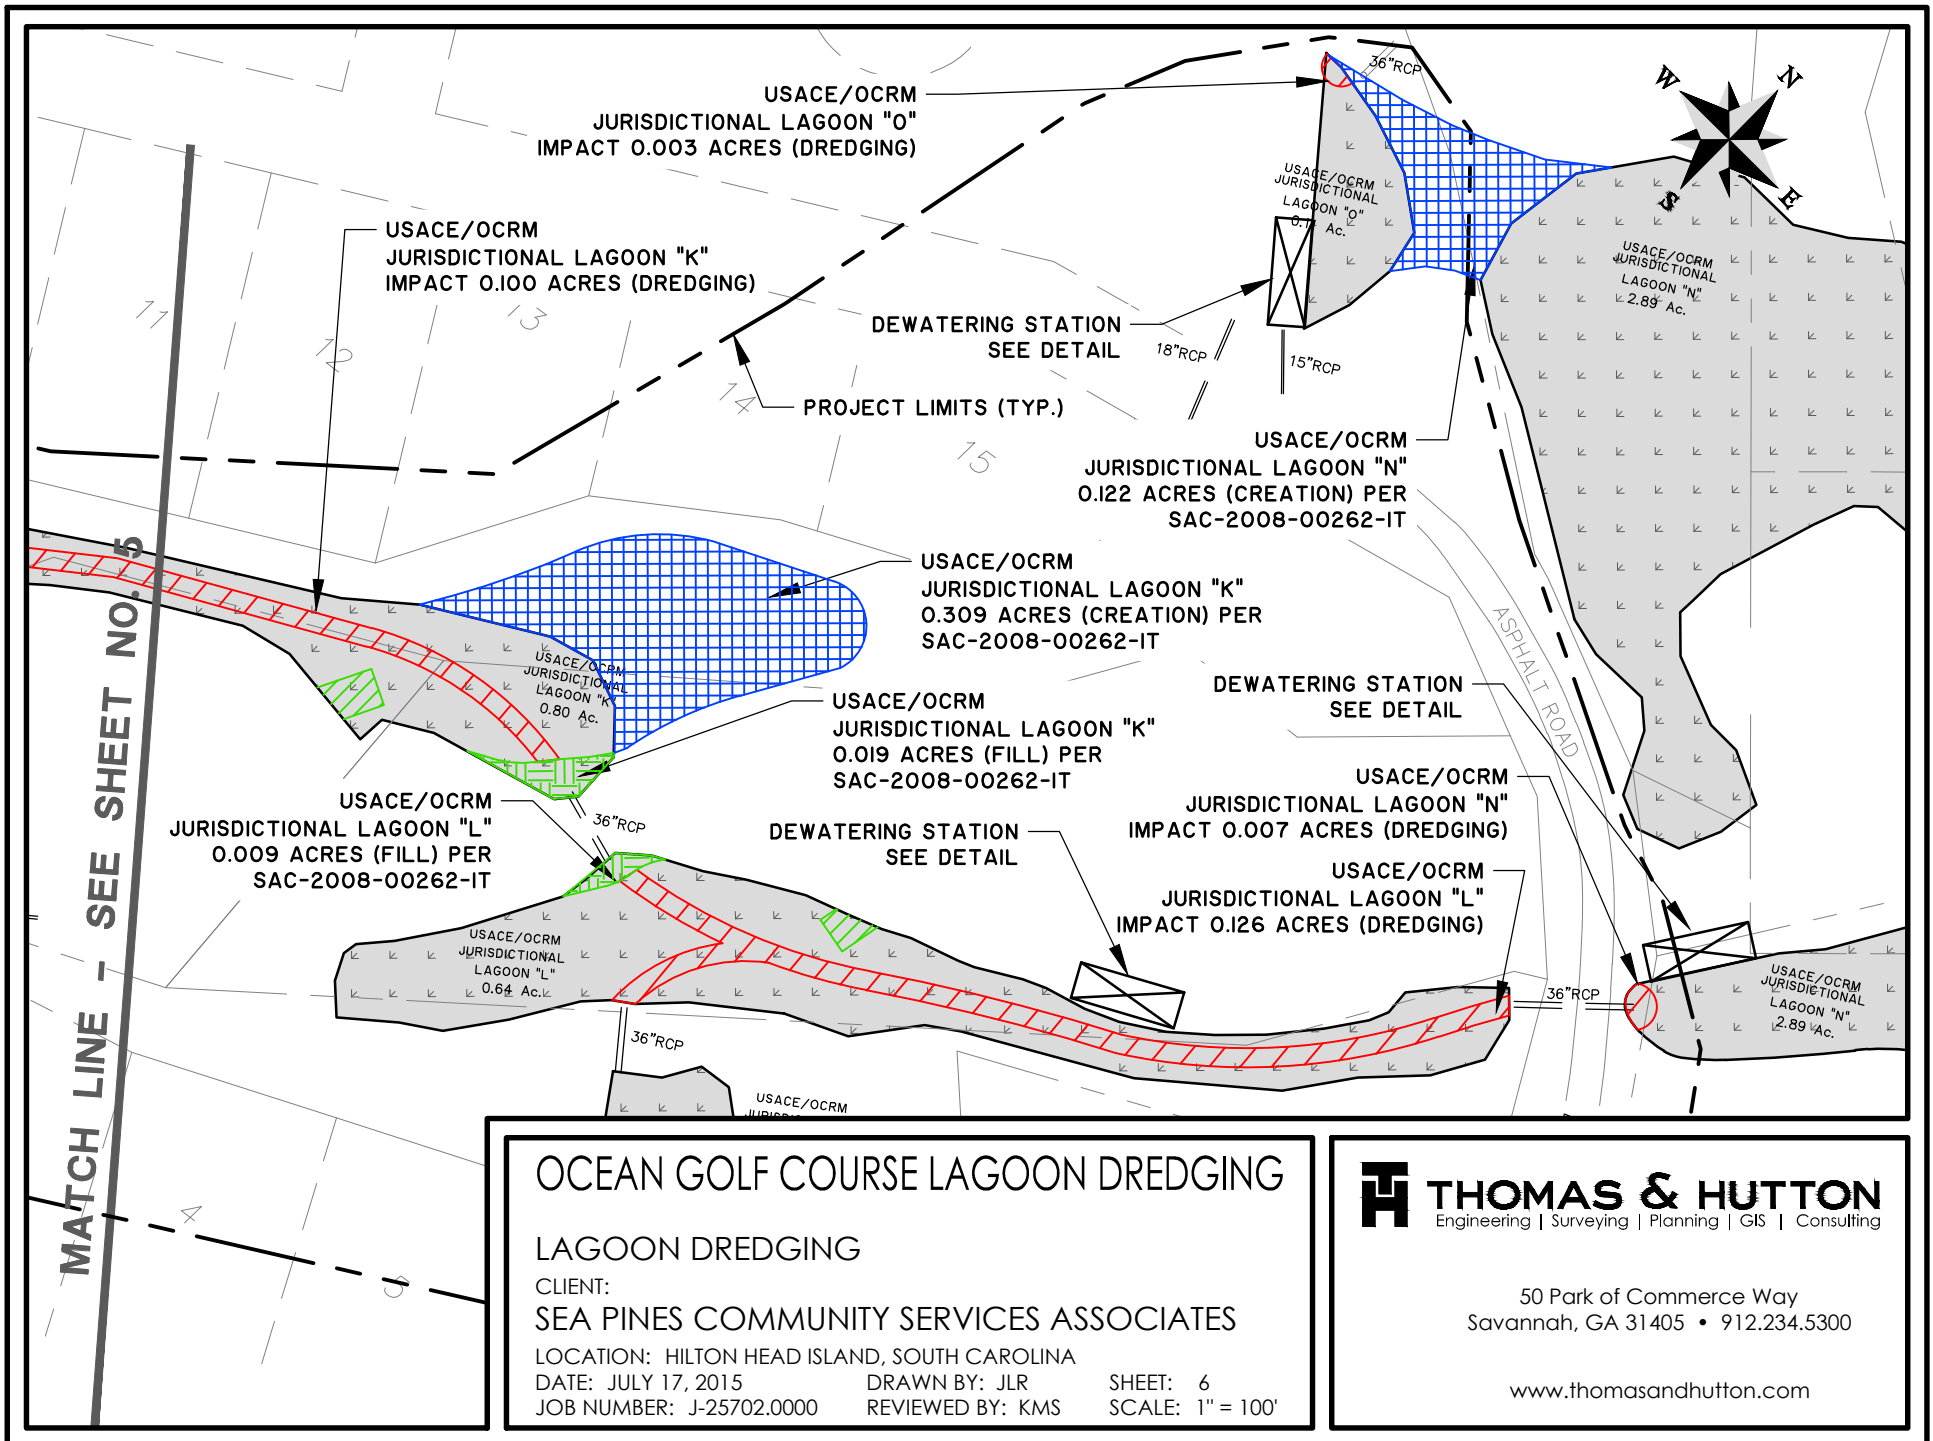 USACE/OCRM
JURISDICTIONAL LAGOON "O"
IMPACT 0.003 ACRES (DREDGING)
36"RCP
W
N
S
E
USACE/OCRM
JURISDICTIONAL
LAGOON "O"
Ac.
USACE/OCRM
JURISDICTIONAL LAGOON "K"
IMPACT 0.100 ACRES (DREDGING)
USACE/OCRM
JURISDICTIONAL
LAGOON "N"
2.89 Ac.
11
12
13
14
15
DEWATERING STATION
SEE DETAIL
18"RCP
15"RCP
PROJECT LIMITS (TYP.)
USACE/OCRM
JURISDICTIONAL LAGOON "N"
0.122 ACRES (CREATION) PER
SAC-2008-00262-IT
USACE/OCRM
JURISDICTIONAL LAGOON "K"
0.309 ACRES (CREATION) PER
SAC-2008-00262-IT
ASPHALT ROAD
USACE/OCRM
JURISDICTIONAL
LAGOON "K"
0.80 Ac.
DEWATERING STATION
SEE DETAIL
USACE/OCRM
JURISDICTIONAL LAGOON "K"
0.019 ACRES (FILL) PER
SAC-2008-00262-IT
USACE/OCRM
JURISDICTIONAL LAGOON "N"
IMPACT 0.007 ACRES (DREDGING)
USACE/OCRM
JURISDICTIONAL LAGOON "L"
0.009 ACRES (FILL) PER
SAC-2008-00262-IT
36"RCP
DEWATERING STATION
SEE DETAIL
USACE/OCRM
JURISDICTIONAL LAGOON "L"
IMPACT 0.126 ACRES (DREDGING)
USACE/OCRM
JURISDICTIONAL
LAGOON "L"
0.64 Ac.
36"RCP
USACE/OCRM
JURISDICTIONAL
LAGOON "N"
2.89 Ac.
36"RCP
USACE/OCRM
MATCH LINE - SEE SHEET NO. 5
4
5
OCEAN GOLF COURSE LAGOON DREDGING
LAGOON DREDGING
CLIENT:
SEA PINES COMMUNITY SERVICES ASSOCIATES
LOCATION: HILTON HEAD ISLAND, SOUTH CAROLINA
DATE: JULY 17, 2015 DRAWN BY: JLR SHEET: 6
JOB NUMBER: J-25702.0000 REVIEWED BY: KMS SCALE: 1" = 100'
TH THOMAS & HUTTON
Engineering | Surveying | Planning | GIS | Consulting
50 Park of Commerce Way
Savannah, GA 31405 • 912.234.5300
www.thomasandhutton.com